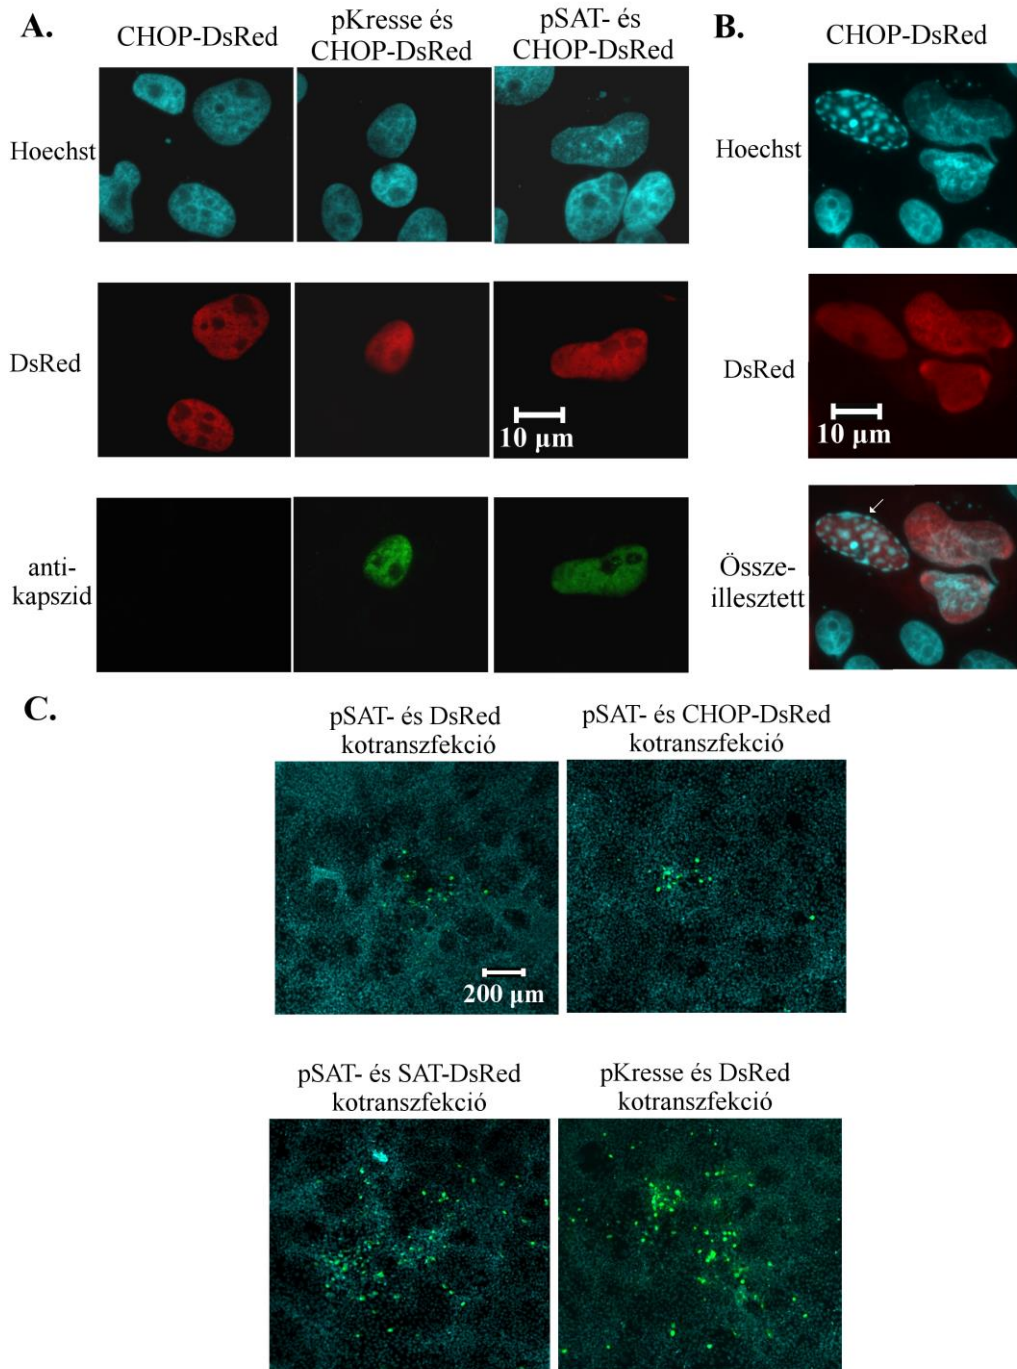 A.
CHOP-DsRed
pKresse és
CHOP-DsRed
pSAT- és
CHOP-DsRed
B.
CHOP-DsRed
Hoechst
Hoechst
DsRed
10 µm
DsRed
10 µm
anti-
kapszid
Össze-
illesztett
C.
pSAT- és DsRed
kotranszfekció
pSAT- és CHOP-DsRed
kotranszfekció
200 µm
pSAT- és SAT-DsRed
kotranszfekció
pKresse és DsRed
kotranszfekció